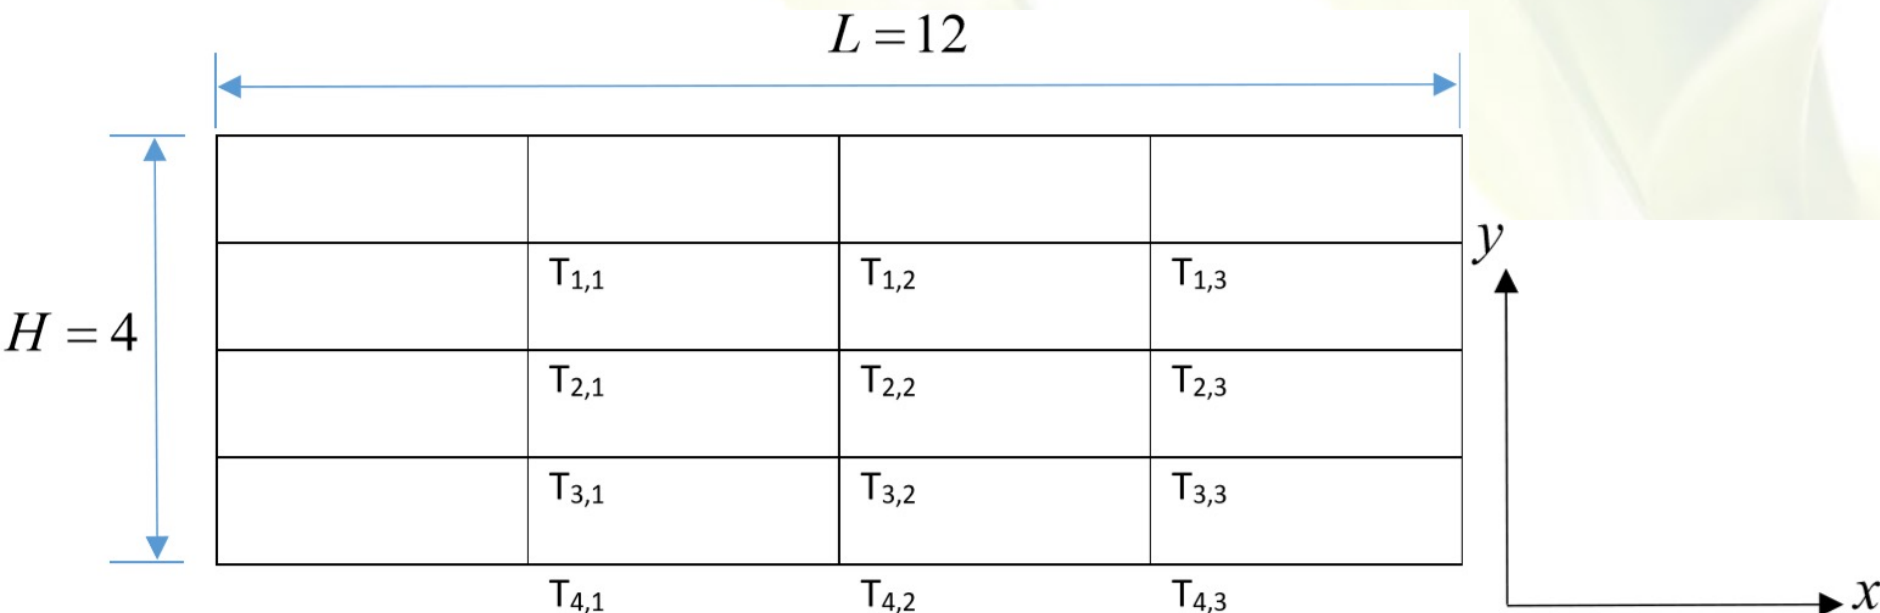 L = 12
T1,1 T1,2 T1,3
y
H = 4
T2,1 T2,2 T2,3
T3,1 T3,2 T3,3
T4,1 T4,2 T4,3
x